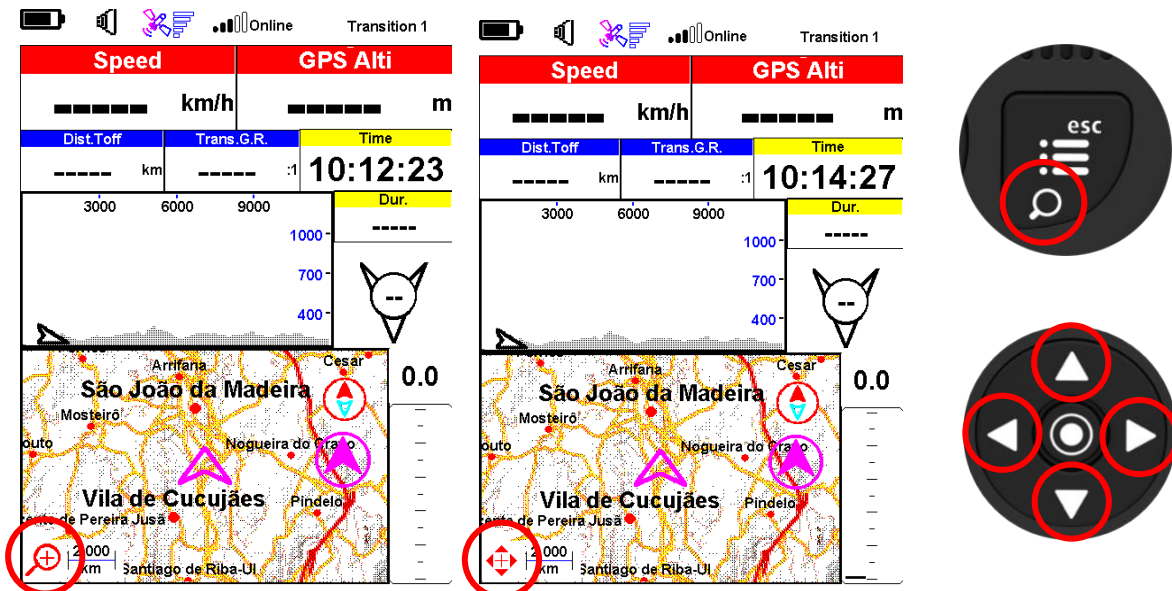 Online
Transition 1
Speed
GPS Alti
----- km/h
----- m
Dist.Toff
Trans.G.R.
Time
----- km
----- :1
10:12:23
3000 6000 9000
Dur.
-----
1000
700
--
400
Arrifana
Cesar
São João da Madeira
0.0
Mosteirô
outo
Nogueira do Cravo
Vila de Cucujães
Pindelo
de Pereira Jusã
2.000
km
Santiago de Riba-Ul
Online
Transition 1
Speed
GPS Alti
----- km/h
----- m
Dist.Toff
Trans.G.R.
Time
----- km
----- :1
10:14:27
3000 6000 9000
Dur.
-----
1000
700
--
400
Arrifana
Cesar
São João da Madeira
0.0
Mosteirô
outo
Nogueira do Cravo
Vila de Cucujães
Pindelo
de Pereira Jusã
2.000
km
Santiago de Riba-Ul
esc